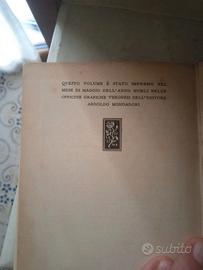 QUESTO VOLUME È STATO IMPRESSO NEL
MESE DI MAGGIO DELL'ANNO MCMLI NELLE
OFFICINE GRAFICHE VERONESI DELL'EDITORE
ARNOLDO MONDADORI
subito